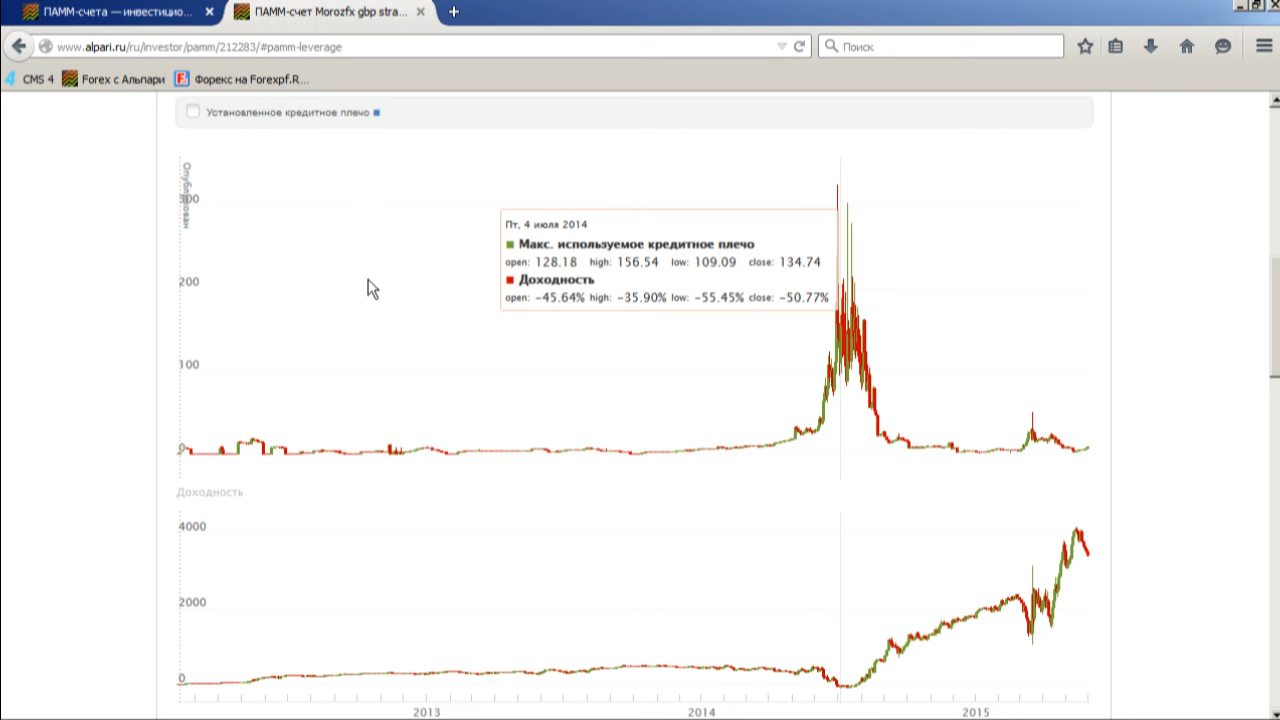 ПАММ-счета — инвестицио...
ПАММ-счет Morozfx gbp stra...
www.alpari.ru/ru/investor/pamm/212283/#pamm-leverage
Поиск
CMS 4
Forex с Альпари
Форекс на Forexpf.R...
Установленное кредитное плечо
Опубликован
300
200
100
0
Пт, 4 июля 2014
Макс. используемое кредитное плечо
open: 128.18 high: 156.54 low: 109.09 close: 134.74
Доходность
open: −45.64% high: −35.90% low: −55.45% close: −50.77%
Доходность
4000
2000
0
2013
2014
2015